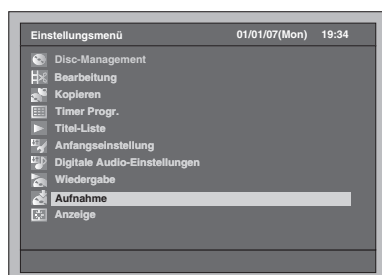 Einstellungsmenü 01/01/07(Mon) 19:34
Disc-Management
Bearbeitung
Kopieren
Timer Progr.
Titel-Liste
Anfangseinstellung
Digitale Audio-Einstellungen
Wiedergabe
Aufnahme
Anzeige